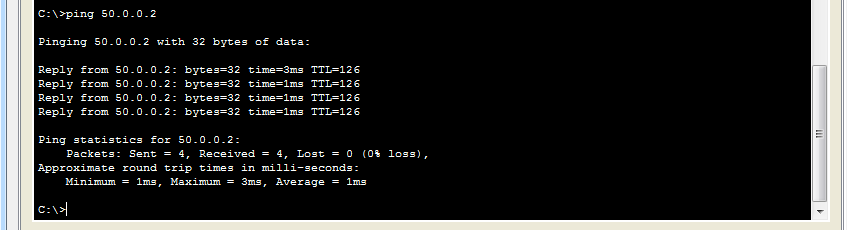 C:\>ping 50.0.0.2
Pinging 50.0.0.2 with 32 bytes of data:
Reply from 50.0.0.2: bytes=32 time=3ms TTL=126
Reply from 50.0.0.2: bytes=32 time=1ms TTL=126
Reply from 50.0.0.2: bytes=32 time=1ms TTL=126
Reply from 50.0.0.2: bytes=32 time=1ms TTL=126
Ping statistics for 50.0.0.2:
    Packets: Sent = 4, Received = 4, Lost = 0 (0% loss),
Approximate round trip times in milli-seconds:
    Minimum = 1ms, Maximum = 3ms, Average = 1ms
C:\>